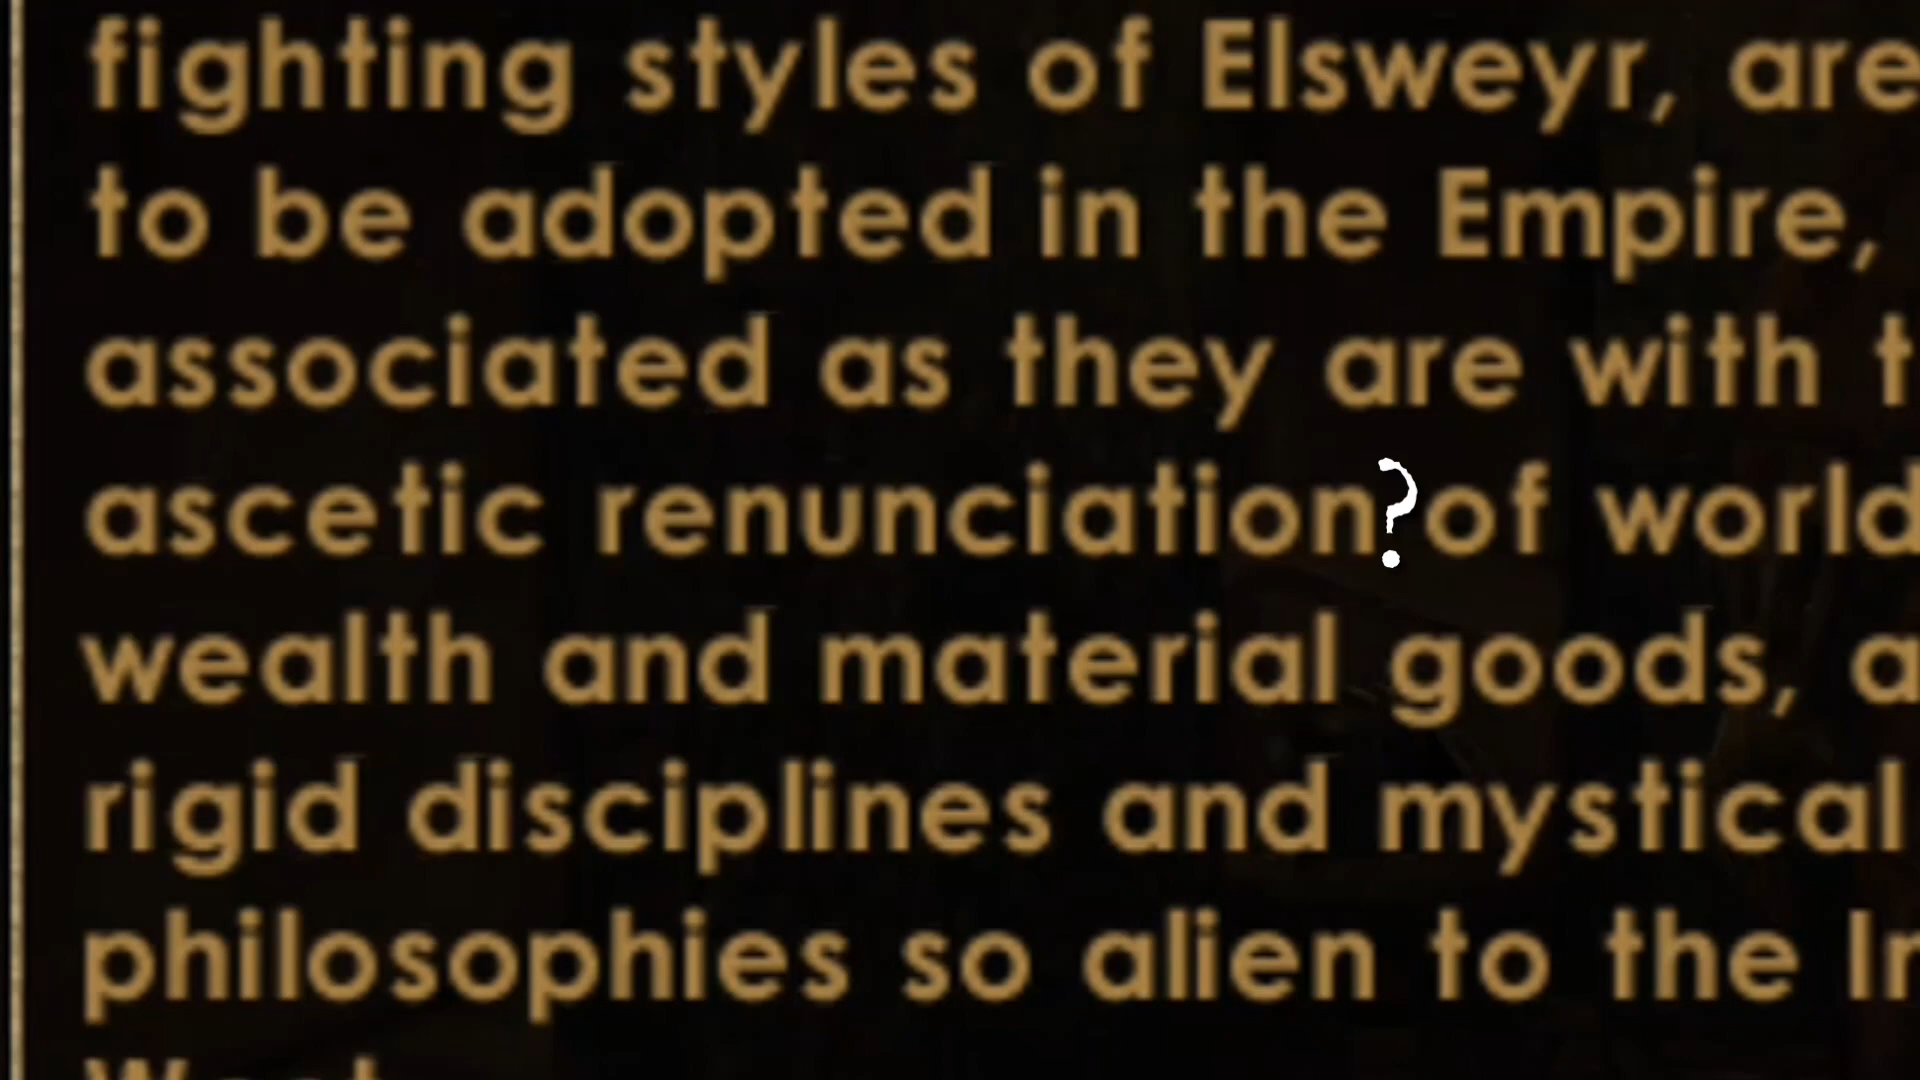 fighting styles of Elsweyr, are
to be adopted in the Empire,
associated as they are with
ascetic renunciation?of
wealth and material goods,
rigid disciplines and mystical
philosophies so alien to the